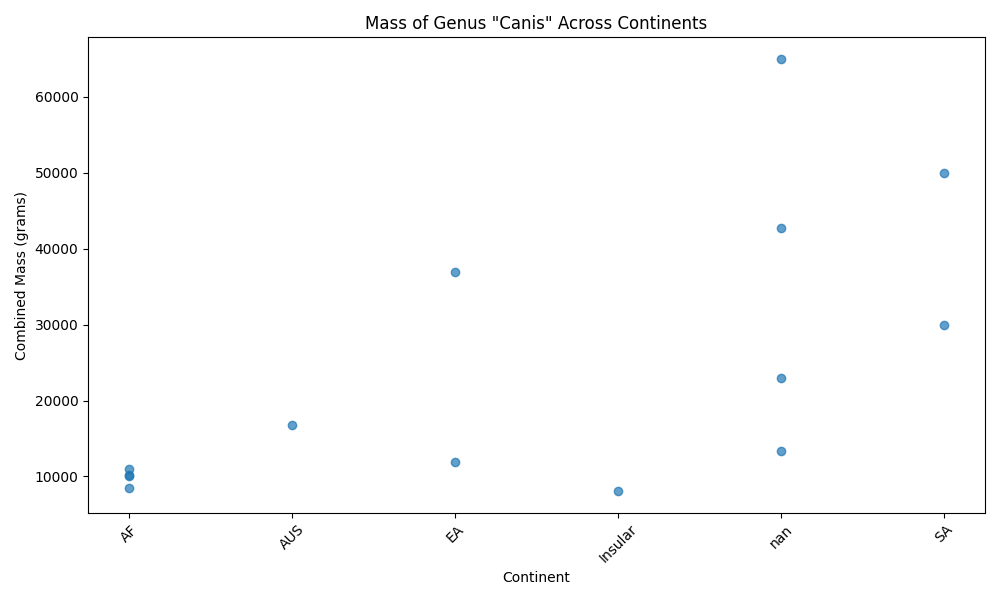 Mass of Genus "Canis" Across Continents
Combined Mass (grams)
60000
50000
40000
30000
20000
10000
AF
AUS
EA
Insular
nan
SA
Continent